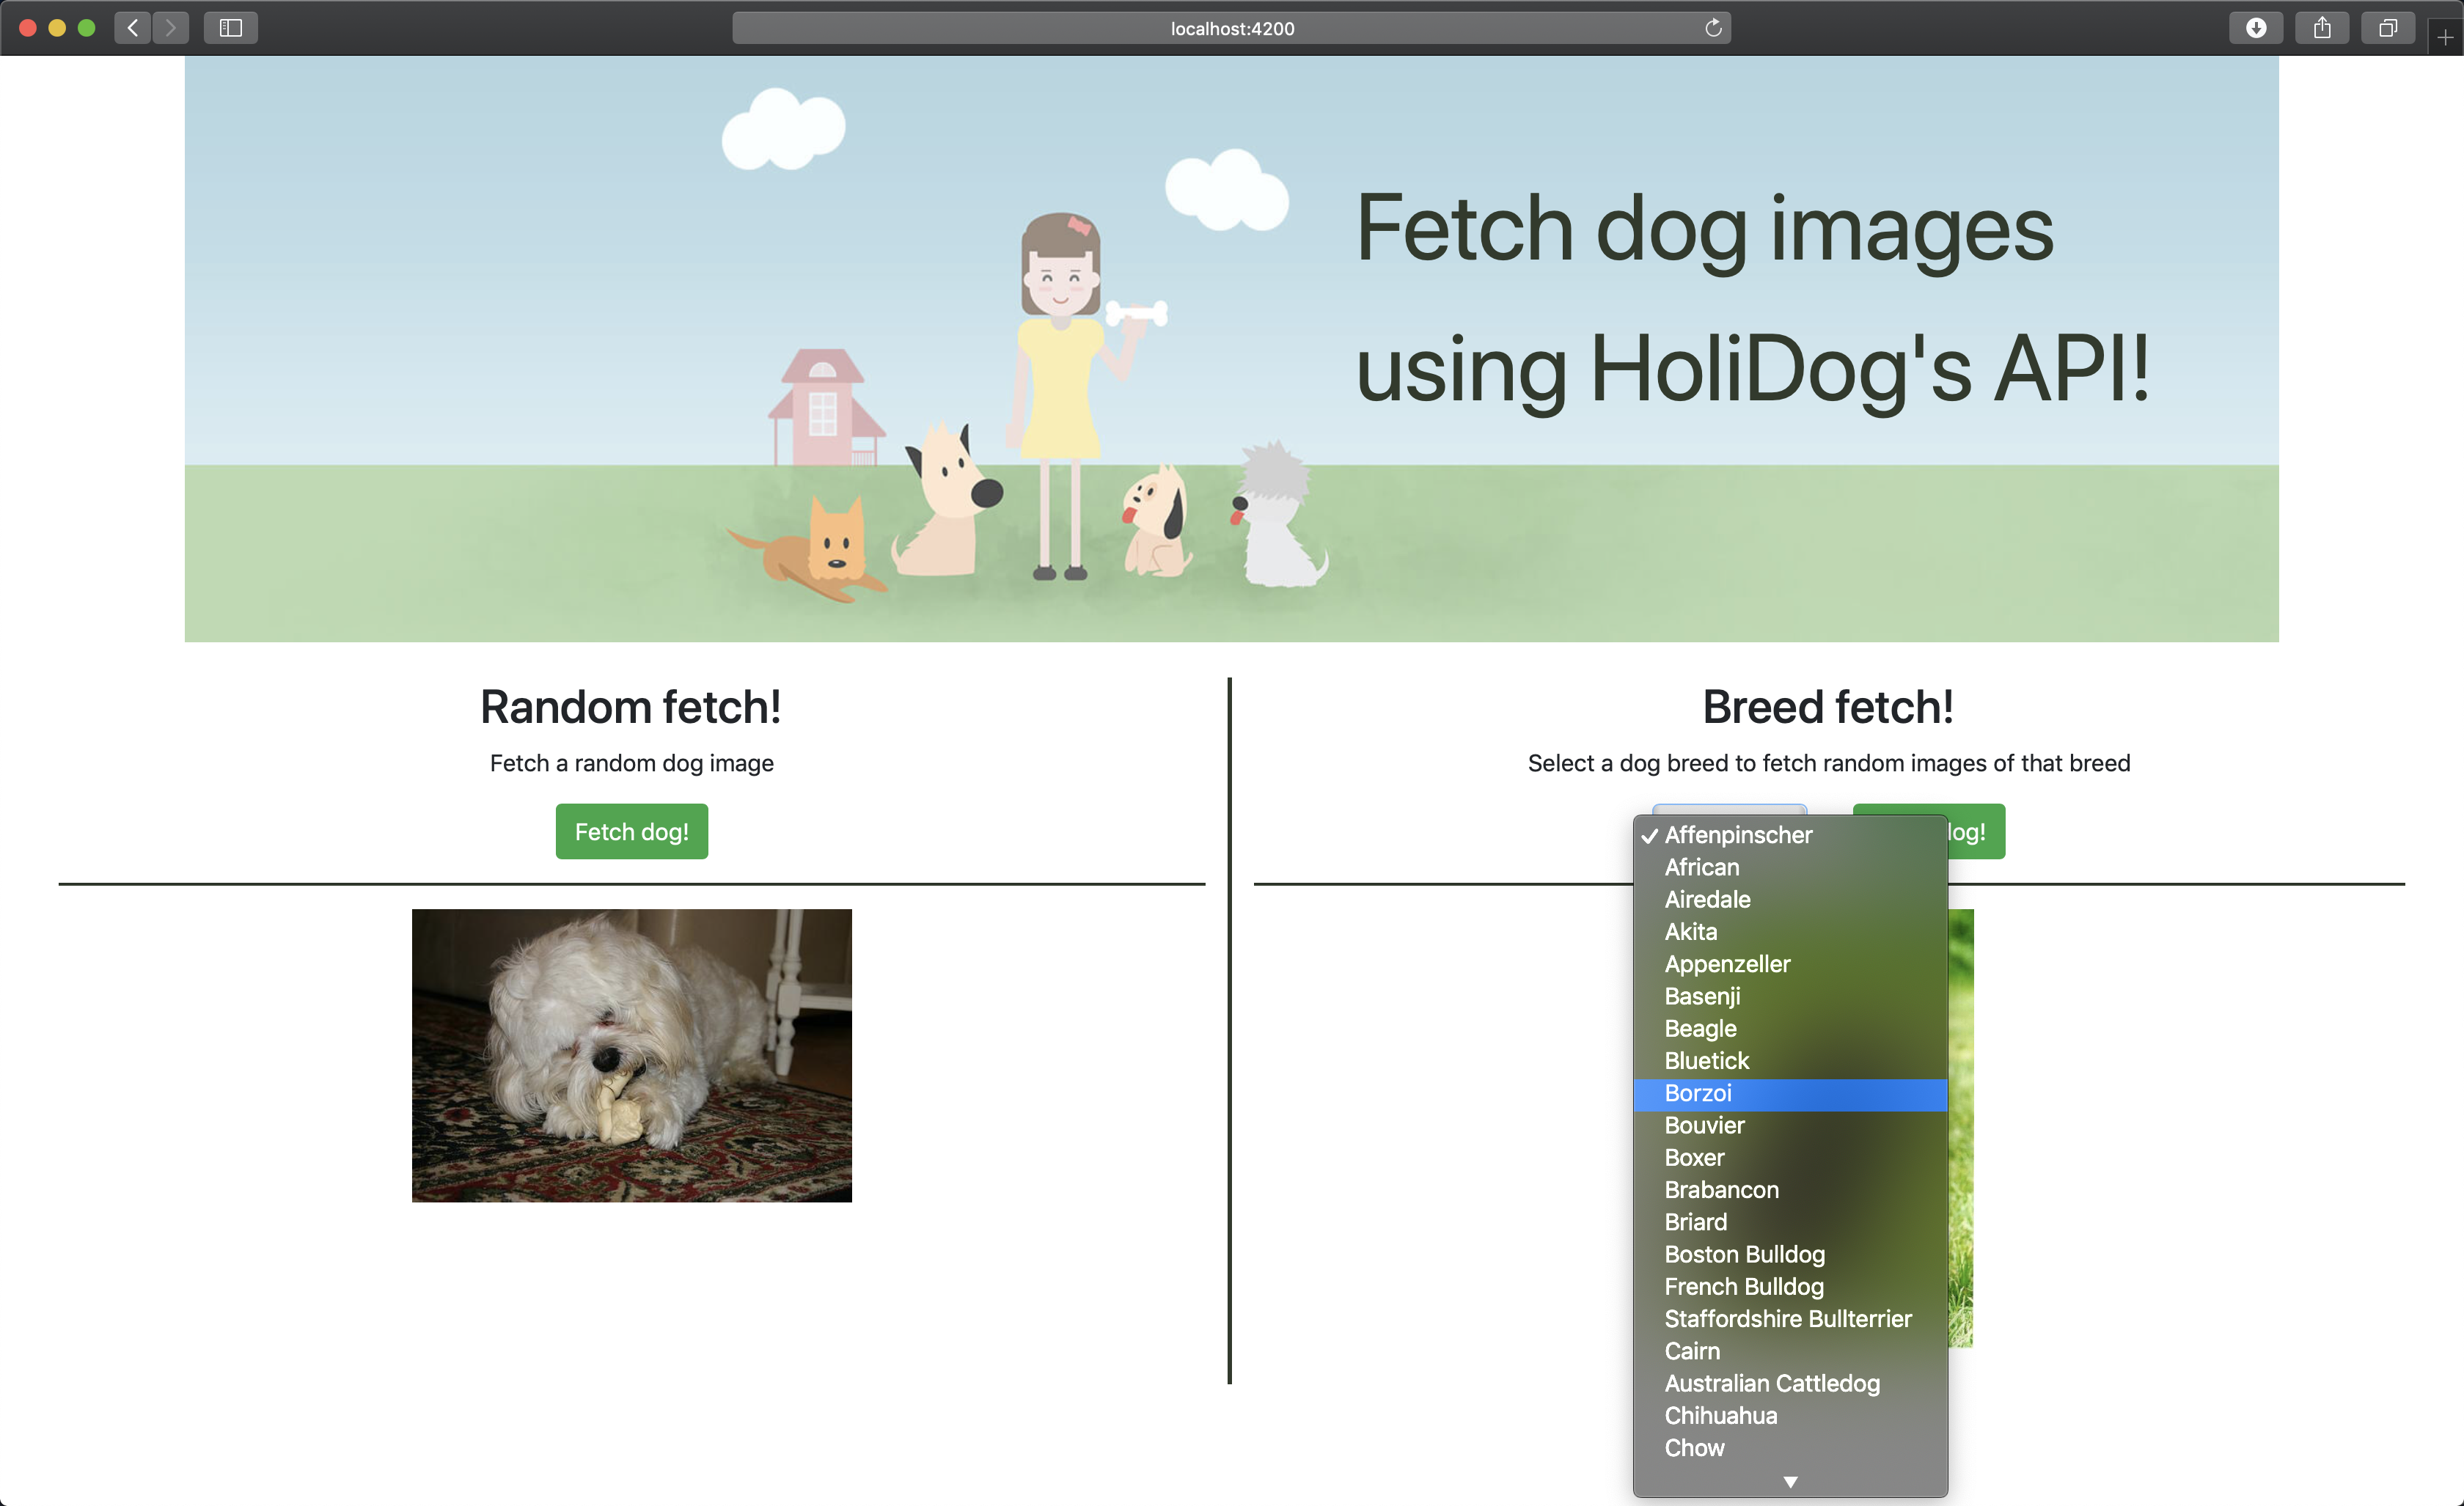 localhost:4200
Fetch dog images
using HoliDog's API!
Random fetch!
Fetch a random dog image
Fetch dog!
Breed fetch!
Select a dog breed to fetch random images of that breed
log!
✓ Affenpinscher
African
Airedale
Akita
Appenzeller
Basenji
Beagle
Bluetick
Borzoi
Bouvier
Boxer
Brabancon
Briard
Boston Bulldog
French Bulldog
Staffordshire Bullterrier
Cairn
Australian Cattledog
Chihuahua
Chow